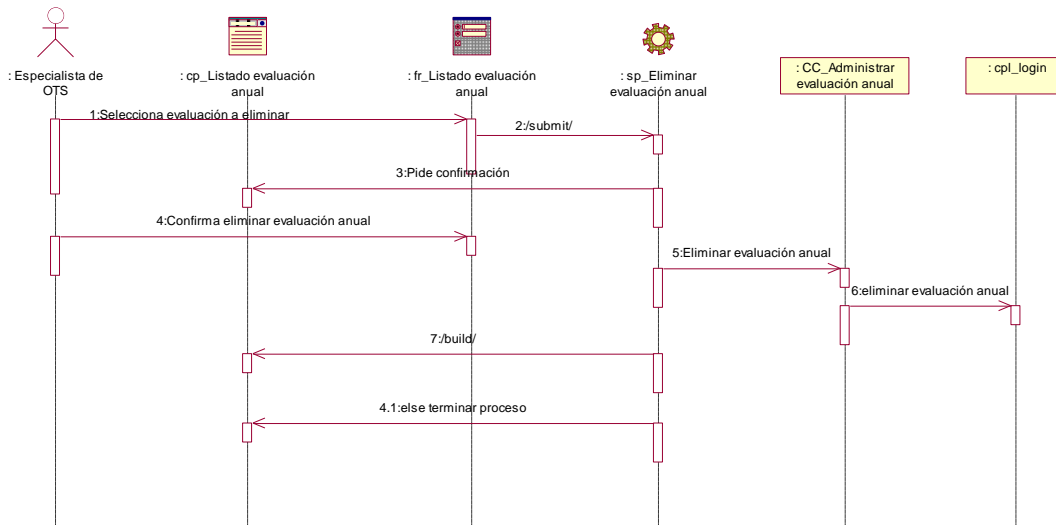 : Especialista de
OTS
: cp_Listado evaluación
anual
: fr_Listado evaluación
anual
: sp_Eliminar
evaluación anual
: CC_Administrar
evaluación anual
: cpl_login
1:Selecciona evaluación a eliminar
2:/submit/
3:Pide confirmación
4:Confirma eliminar evaluación anual
5:Eliminar evaluación anual
6:eliminar evaluación anual
7:/build/
4.1:else terminar proceso